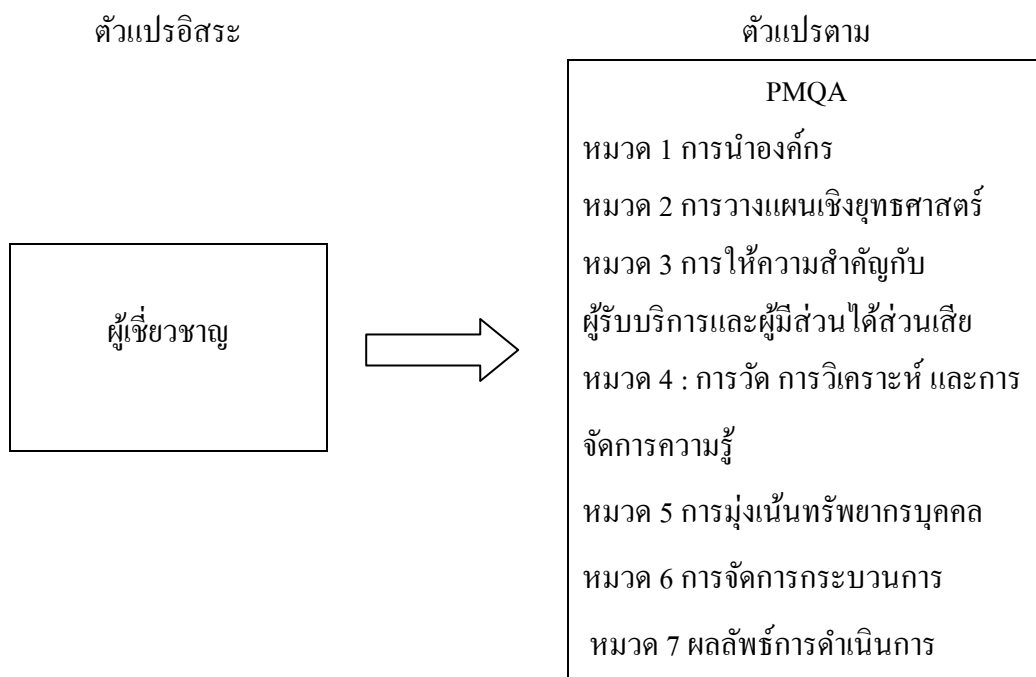 ตัวแปรอิสระ
ตัวแปรตาม
ผู้เชี่ยวชาญ
PMQA
หมวด 1 การนำองค์กร
หมวด 2 การวางแผนเชิงยุทธศาสตร์
หมวด 3 การให้ความสำคัญกับ
ผู้รับบริการและผู้มีส่วนได้ส่วนเสีย
หมวด 4 : การวัด การวิเคราะห์ และการ
จัดการความรู้
หมวด 5 การมุ่งเน้นทรัพยากรบุคคล
หมวด 6 การจัดการกระบวนการ
หมวด 7 ผลลัพธ์การดำเนินการ